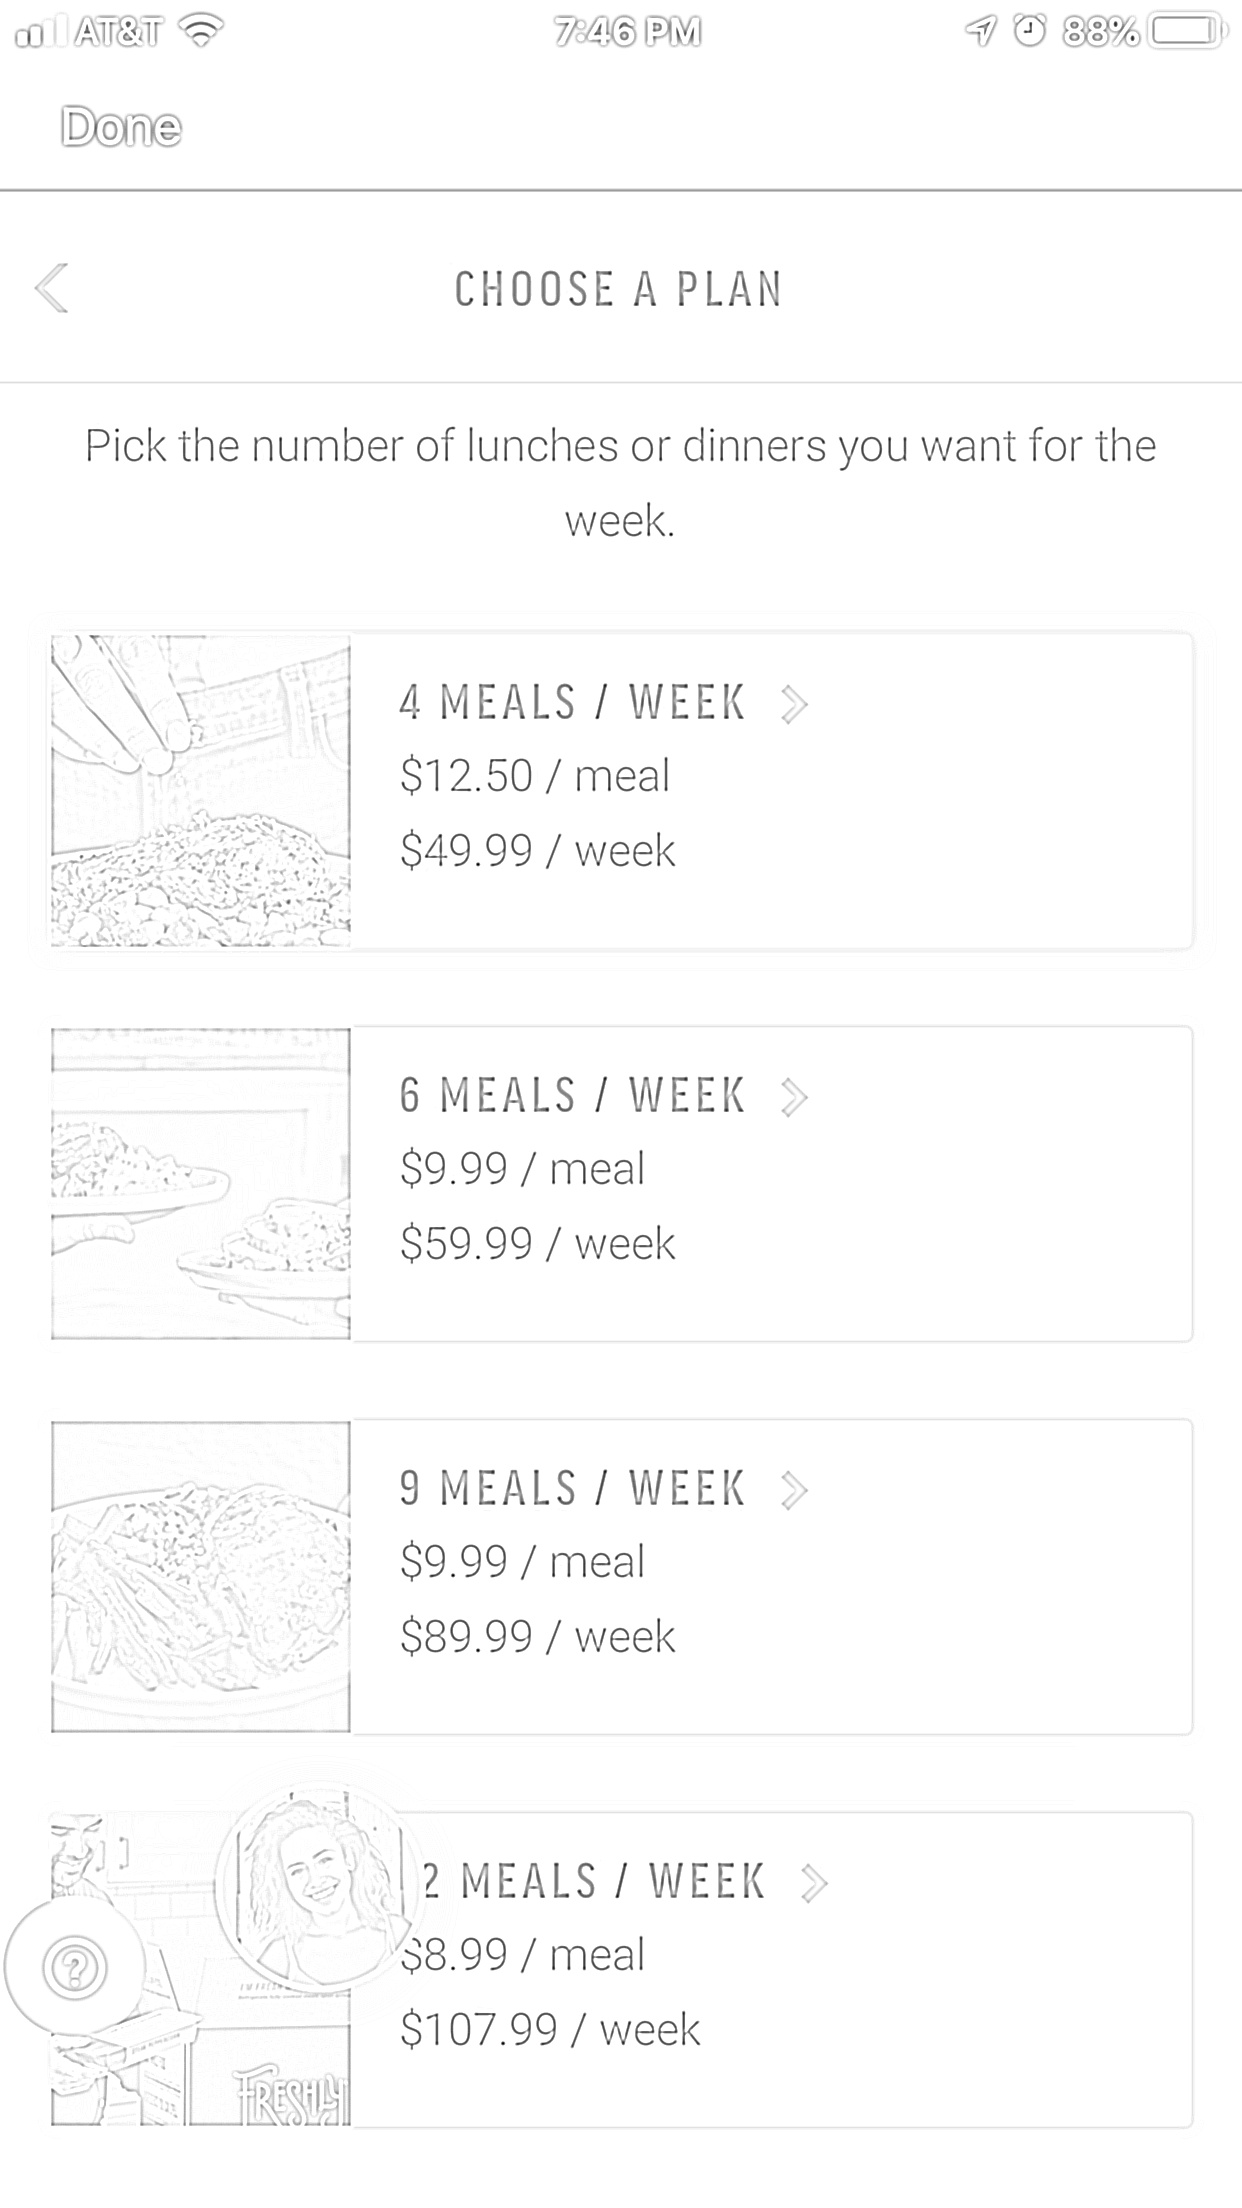 AT&T 7:46 PM 88%
Done
CHOOSE A PLAN
Pick the number of lunches or dinners you want for the
week.
4 MEALS / WEEK
$12.50 / meal
$49.99 / week
6 MEALS / WEEK
$9.99 / meal
$59.99 / week
9 MEALS / WEEK
$9.99 / meal
$89.99 / week
2 MEALS / WEEK
$8.99 / meal
$107.99 / week
?
FRESHLY